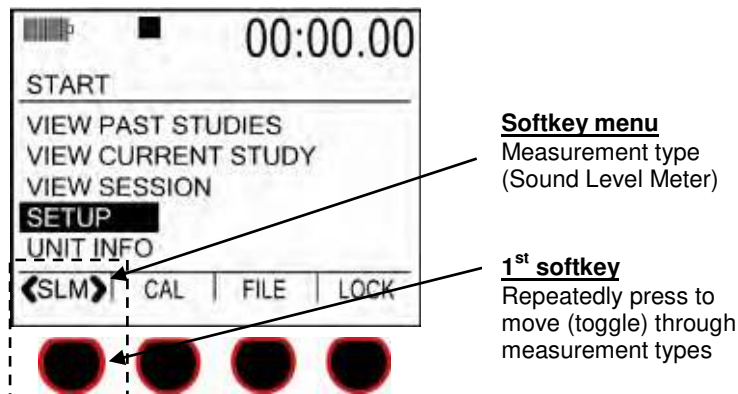 00:00.00
START
VIEW PAST STUDIES
VIEW CURRENT STUDY
VIEW SESSION
SETUP
UNIT INFO
❮SLM❯ | CAL | FILE | LOCK
Softkey menu
Measurement type
(Sound Level Meter)
1st softkey
Repeatedly press to
move (toggle) through
measurement types